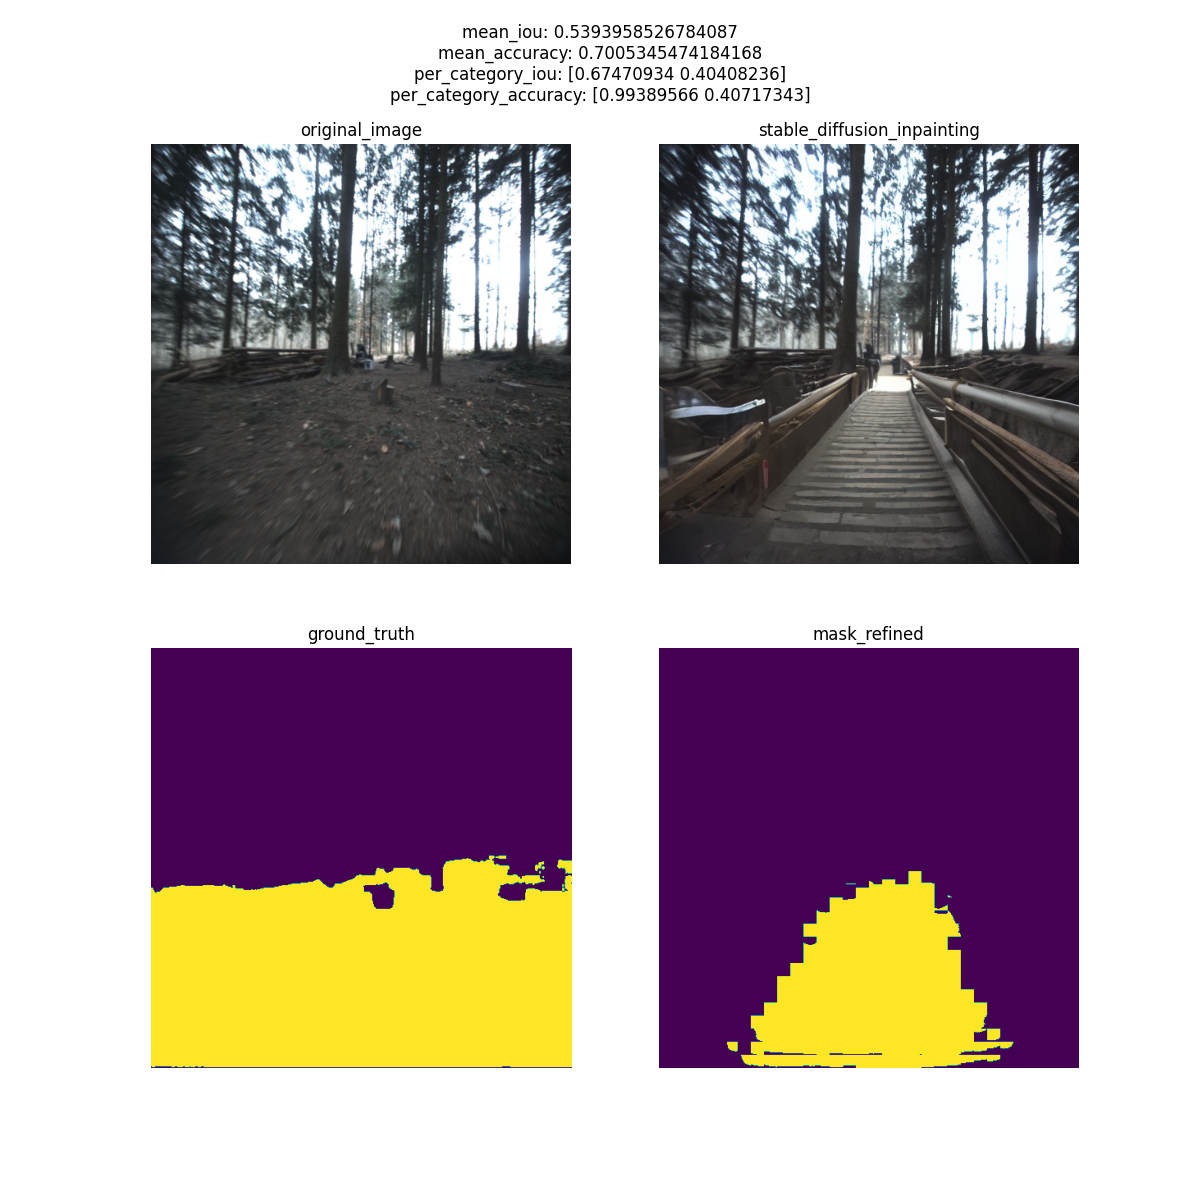 mean_iou: 0.5393958526784087
mean_accuracy: 0.7005345474184168
per_category_iou: [0.67470934 0.40408236]
per_category_accuracy: [0.99389566 0.40717343]
original_image
stable_diffusion_inpainting
ground_truth
mask_refined